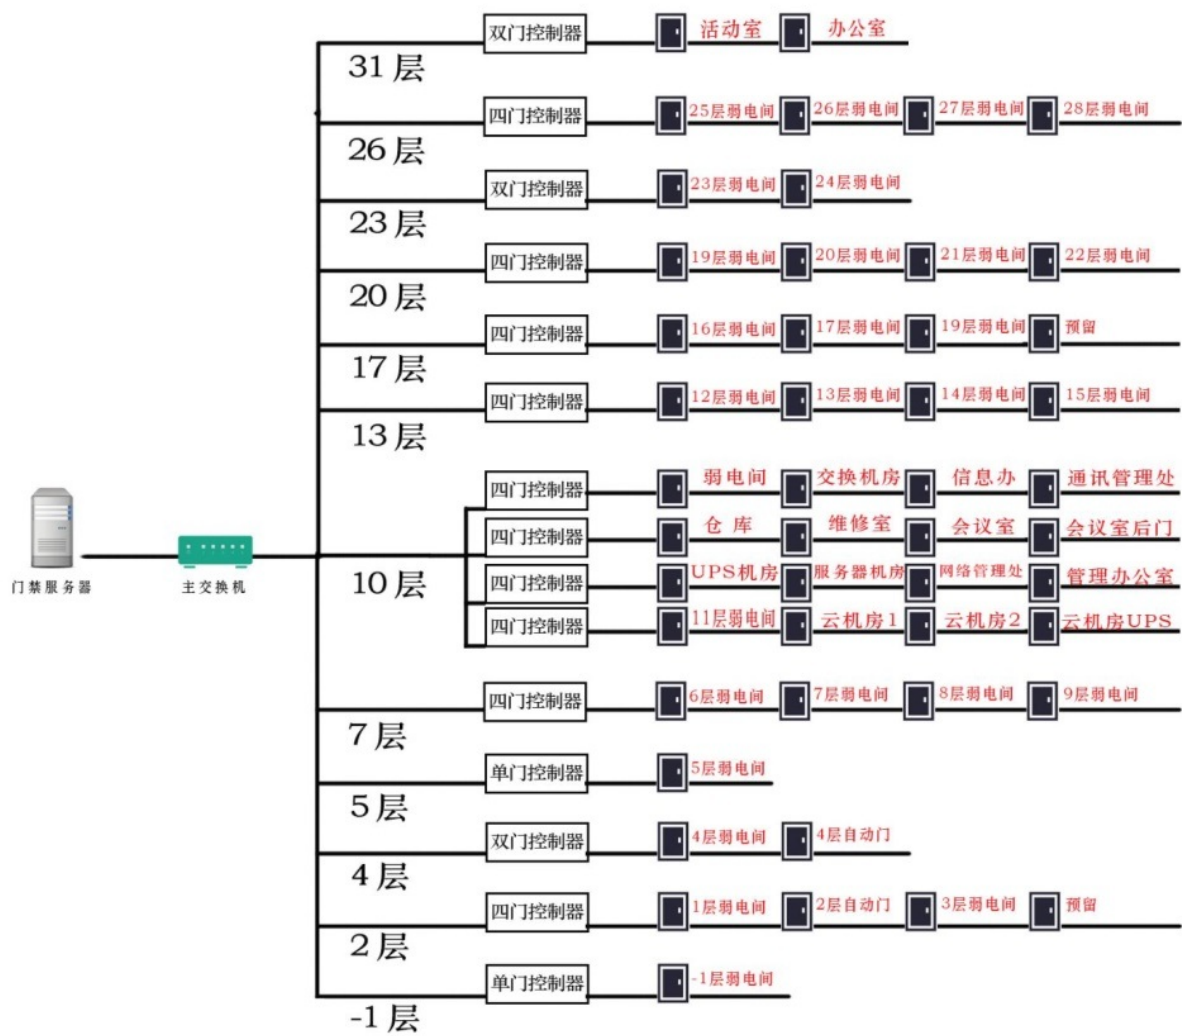 双门控制器 活动室 办公室
31层
四门控制器 25层弱电间 26层弱电间 27层弱电间 28层弱电间
26层
双门控制器 23层弱电间 24层弱电间
23层
四门控制器 19层弱电间 20层弱电间 21层弱电间 22层弱电间
20层
四门控制器 16层弱电间 17层弱电间 19层弱电间 预留
17层
四门控制器 12层弱电间 13层弱电间 14层弱电间 15层弱电间
13层
四门控制器 弱电间 交换机房 信息办 通讯管理处
四门控制器 仓库 维修室 会议室 会议室后门
门禁服务器 主交换机 10层
四门控制器 UPS机房 服务器机房 网络管理处 管理办公室
四门控制器 11层弱电间 云机房1 云机房2 云机房UPS
四门控制器 6层弱电间 7层弱电间 8层弱电间 9层弱电间
7层
单门控制器 5层弱电间
5层
双门控制器 4层弱电间 4层自动门
4层
四门控制器 1层弱电间 2层自动门 3层弱电间 预留
2层
单门控制器 -1层弱电间
-1层